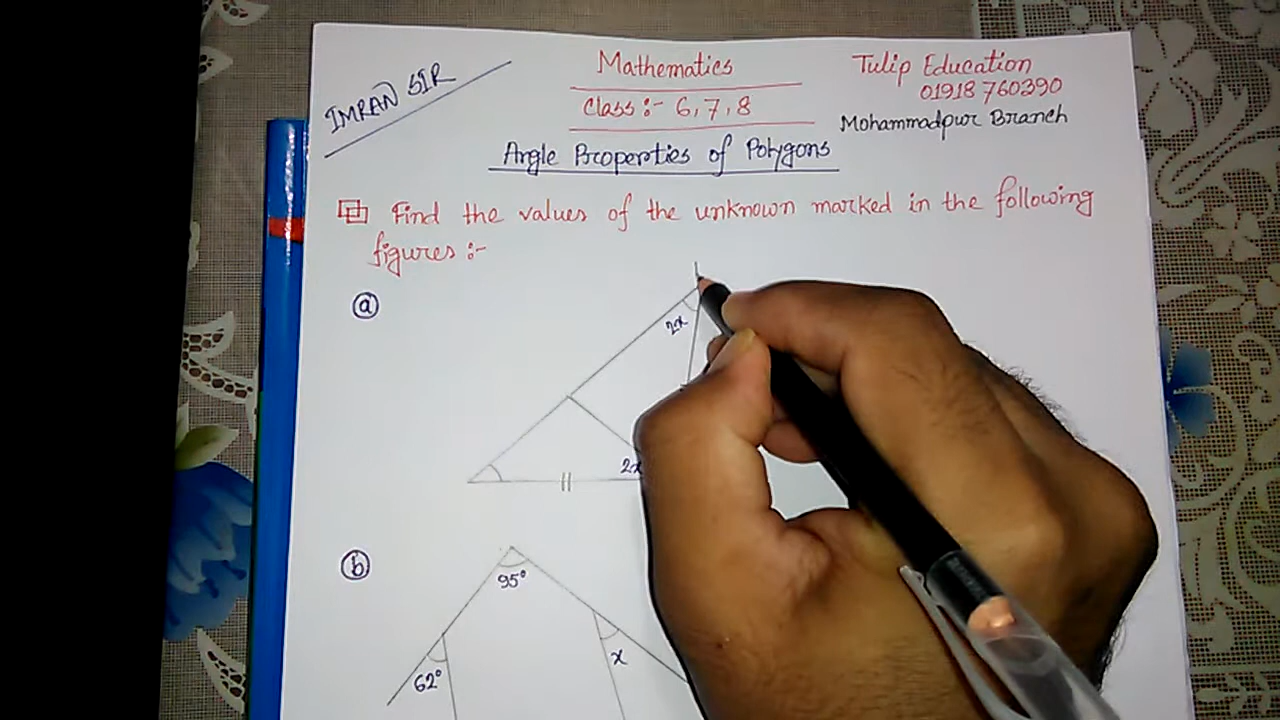 IMRAN SIR
Mathematics
Class :- 6, 7, 8
Tulip Education
01918 760390
Mohammadpur Branch
Angle Properties of Polygons
Find the values of the unknown marked in the following
figures :-
a
2x
2x
b
95°
62°
x